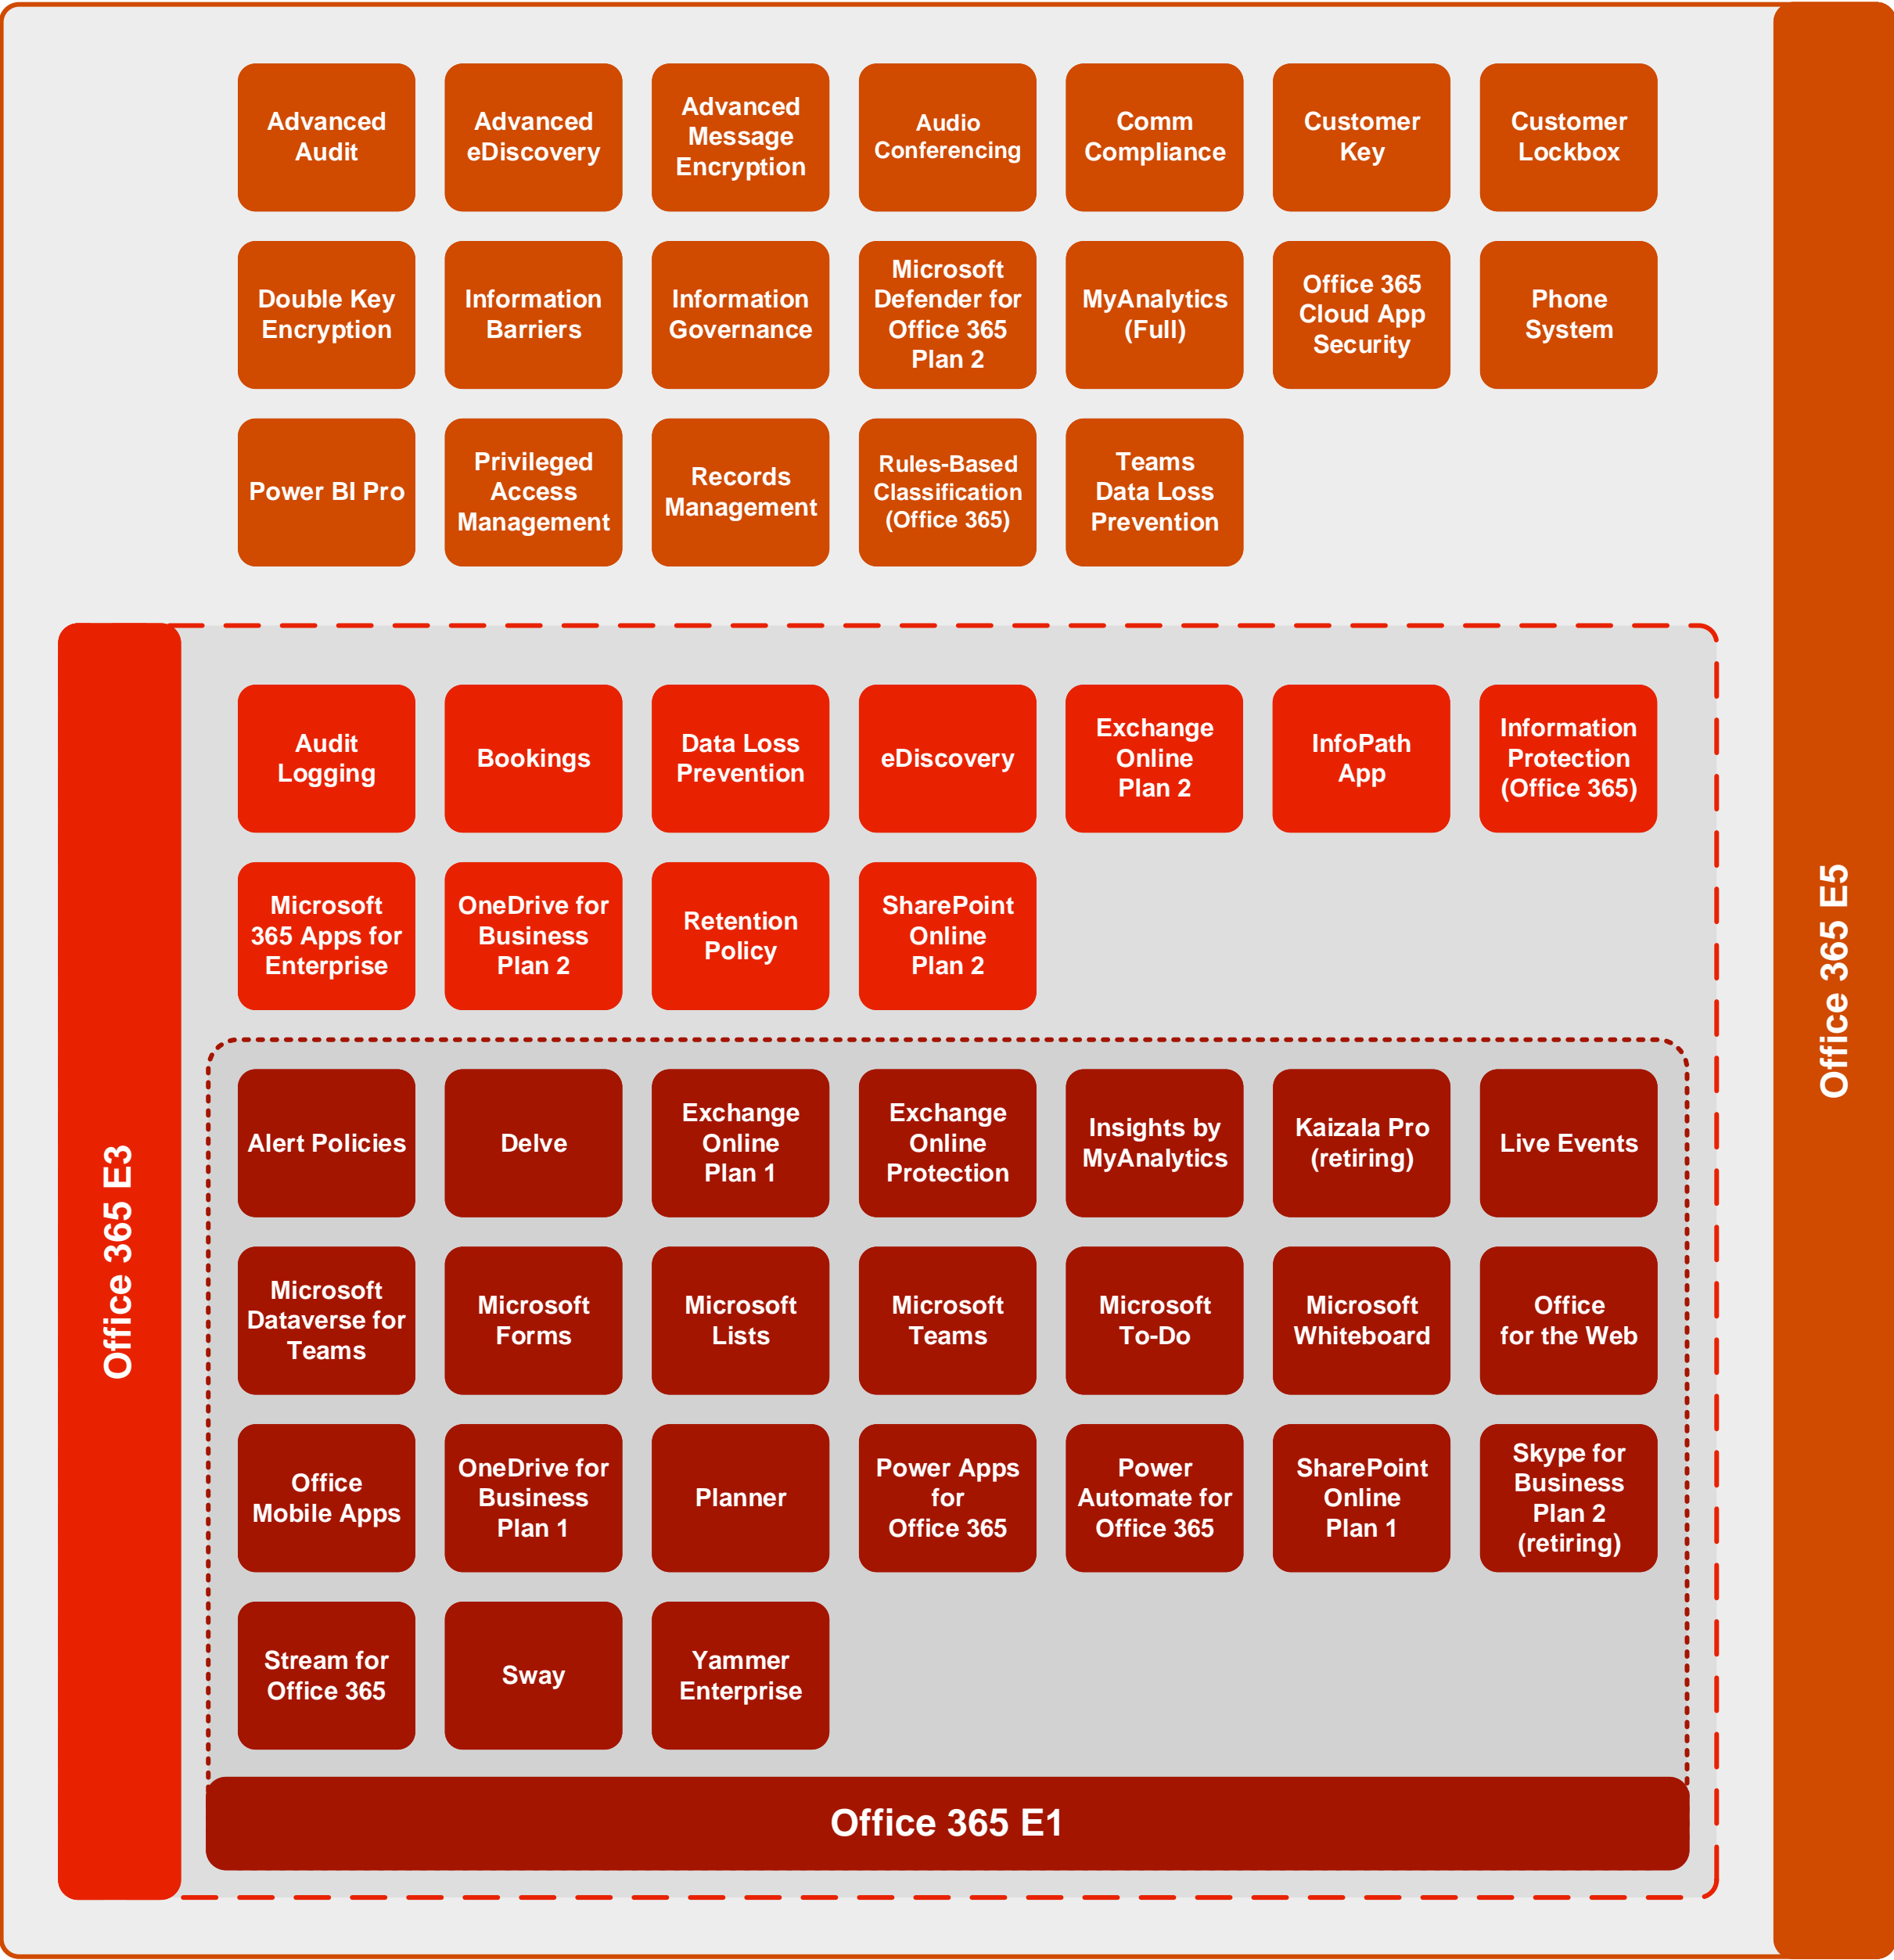 Advanced
Audit
Advanced
eDiscovery
Advanced
Message
Encryption
Audio
Conferencing
Comm
Compliance
Customer
Key
Customer
Lockbox
Double Key
Encryption
Information
Barriers
Information
Governance
Microsoft
Defender for
Office 365
Plan 2
MyAnalytics
(Full)
Office 365
Cloud App
Security
Phone
System
Power BI Pro
Privileged
Access
Management
Records
Management
Rules-Based
Classification
(Office 365)
Teams
Data Loss
Prevention
Office 365 E5
Audit
Logging
Bookings
Data Loss
Prevention
eDiscovery
Exchange
Online
Plan 2
InfoPath
App
Information
Protection
(Office 365)
Microsoft
365 Apps for
Enterprise
OneDrive for
Business
Plan 2
Retention
Policy
SharePoint
Online
Plan 2
Office 365 E3
Alert Policies
Delve
Exchange
Online
Plan 1
Exchange
Online
Protection
Insights by
MyAnalytics
Kaizala Pro
(retiring)
Live Events
Microsoft
Dataverse for
Teams
Microsoft
Forms
Microsoft
Lists
Microsoft
Teams
Microsoft
To-Do
Microsoft
Whiteboard
Office
for the Web
Office
Mobile Apps
OneDrive for
Business
Plan 1
Planner
Power Apps
for
Office 365
Power
Automate for
Office 365
SharePoint
Online
Plan 1
Skype for
Business
Plan 2
(retiring)
Stream for
Office 365
Sway
Yammer
Enterprise
Office 365 E1